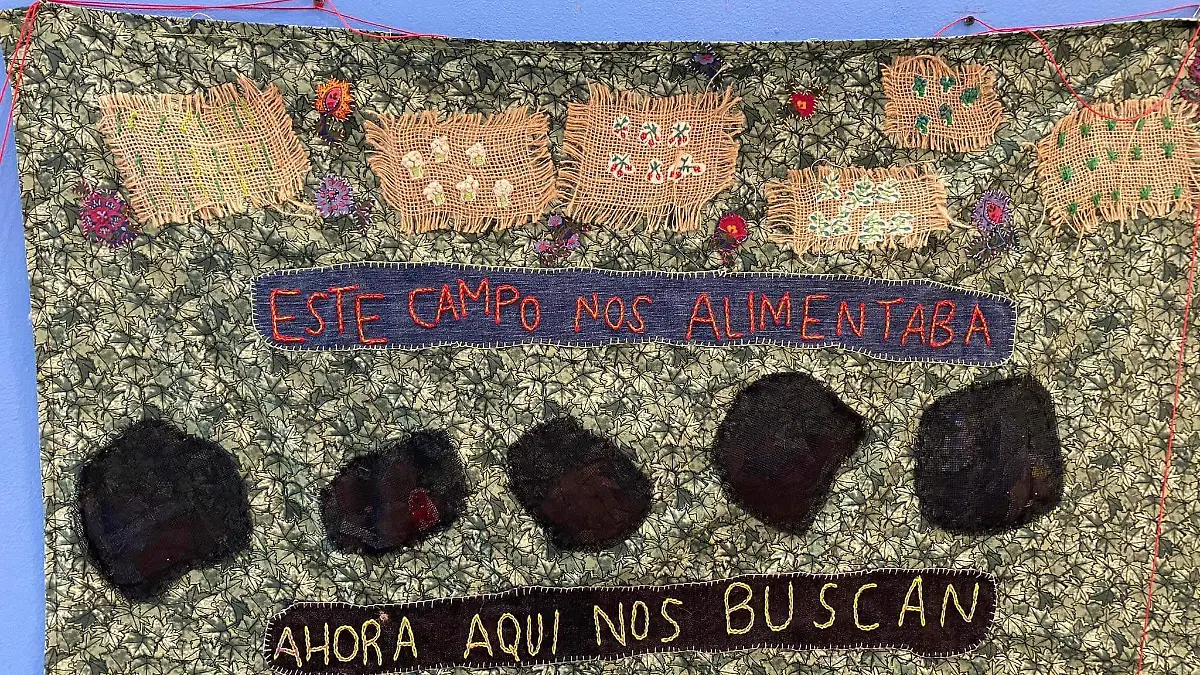 ESTE CAMPO NOS ALIMENTABA
AHORA AQUI NOS BUSCAN